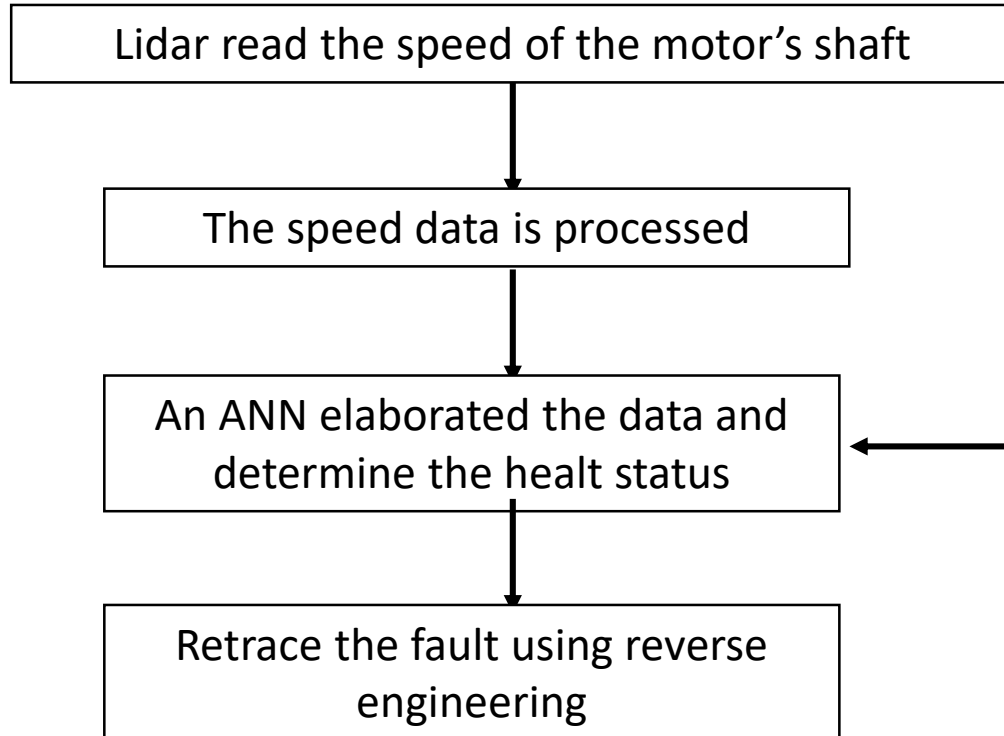 Lidar read the speed of the motor’s shaft
The speed data is processed
An ANN elaborated the data and
determine the healt status
Retrace the fault using reverse
engineering